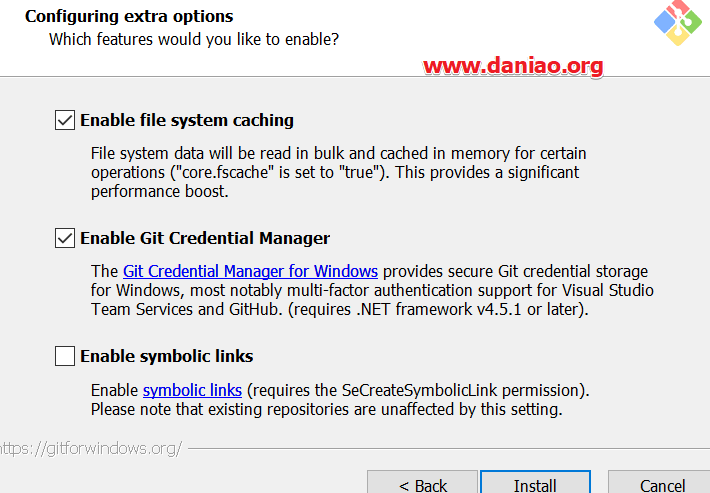 Configuring extra options
Which features would you like to enable?
www.daniao.org
Enable file system caching
File system data will be read in bulk and cached in memory for certain
operations ("core.fscache" is set to "true"). This provides a significant
performance boost.
Enable Git Credential Manager
The Git Credential Manager for Windows provides secure Git credential storage
for Windows, most notably multi-factor authentication support for Visual Studio
Team Services and GitHub. (requires .NET framework v4.5.1 or later).
Enable symbolic links
Enable symbolic links (requires the SeCreateSymbolicLink permission).
Please note that existing repositories are unaffected by this setting.
https://gitforwindows.org/
< Back Install Cancel